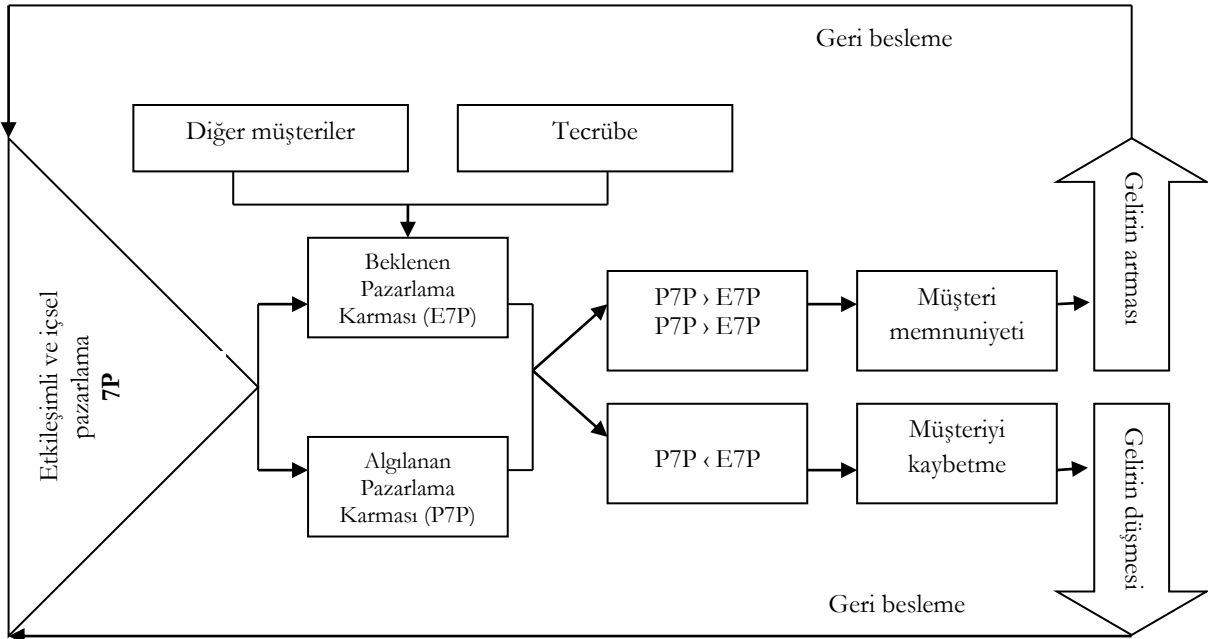 Geri besleme
Diğer müşteriler
Tecrübe
Etkileşimli ve içsel
pazarlama
7P
Beklenen
Pazarlama
Karması (E7P)
Algılanan
Pazarlama
Karması (P7P)
P7P › E7P
P7P › E7P
Müşteri
memnuniyeti
Gelirin artması
P7P ‹ E7P
Müşteriyi
kaybetme
Gelirin düşmesi
Geri besleme